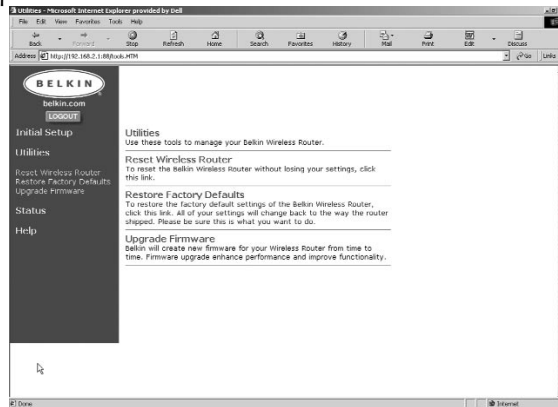 Utilities - Microsoft Internet Explorer provided by Dell
File Edit View Favorites Tools Help
Back Forward Stop Refresh Home Search Favorites History Mail Print Edit Discuss
Address http://192.168.2.1:88/tools.HTM Go Links
BELKIN
belkin.com
LOGOUT
Initial Setup
Utilities
Reset Wireless Router
Restore Factory Defaults
Upgrade Firmware
Status
Help
Utilities
Use these tools to manage your Belkin Wireless Router.
Reset Wireless Router
To reset the Belkin Wireless Router without losing your settings, click
this link.
Restore Factory Defaults
To restore the factory default settings of the Belkin Wireless Router,
click this link. All of your settings will change back to the way the router
shipped. Please be sure this is what you want to do.
Upgrade Firmware
Belkin will create new firmware for your Wireless Router from time to
time. Firmware upgrade enhance performance and improve functionality.
Done Internet